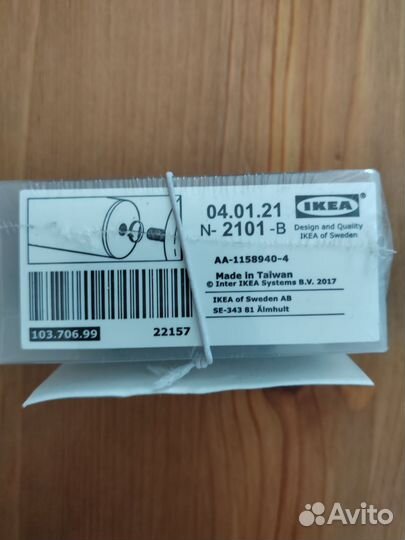 04.01.21
N- 2101 -B
IKEA
Design and Quality
IKEA of Sweden
AA-1158940-4
Made in Taiwan
© Inter IKEA Systems B.V. 2017
IKEA of Sweden AB
SE-343 81 Älmhult
103.706.99
22157
Avito